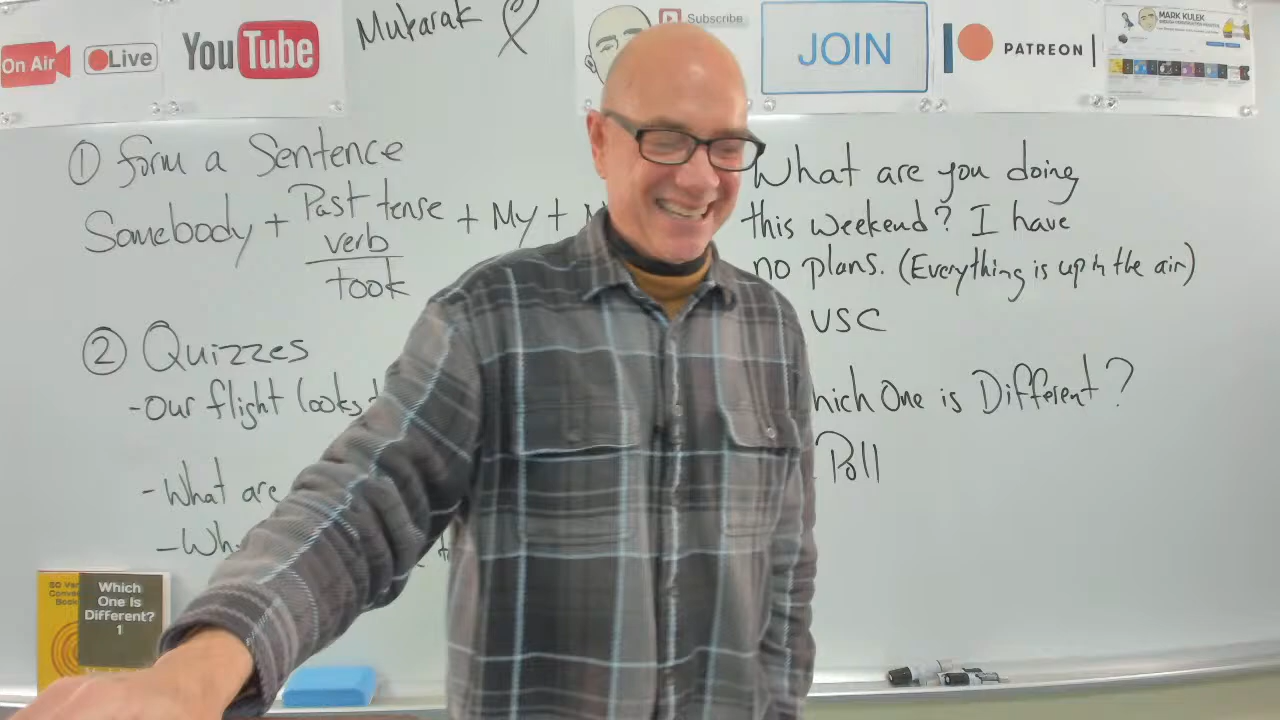 On Air
Live
YouTube
Mubarak
Subscribe
JOIN
PATREON
MARK KULEK
① Form a Sentence
Somebody + Past tense verb + My +
took
② Quizzes
- Our flight looks
- What are
What are you doing
this weekend? I have
no plans. (Everything is up in the air)
USC
hich One is Different?
Poll
Which
One Is
Different?
1